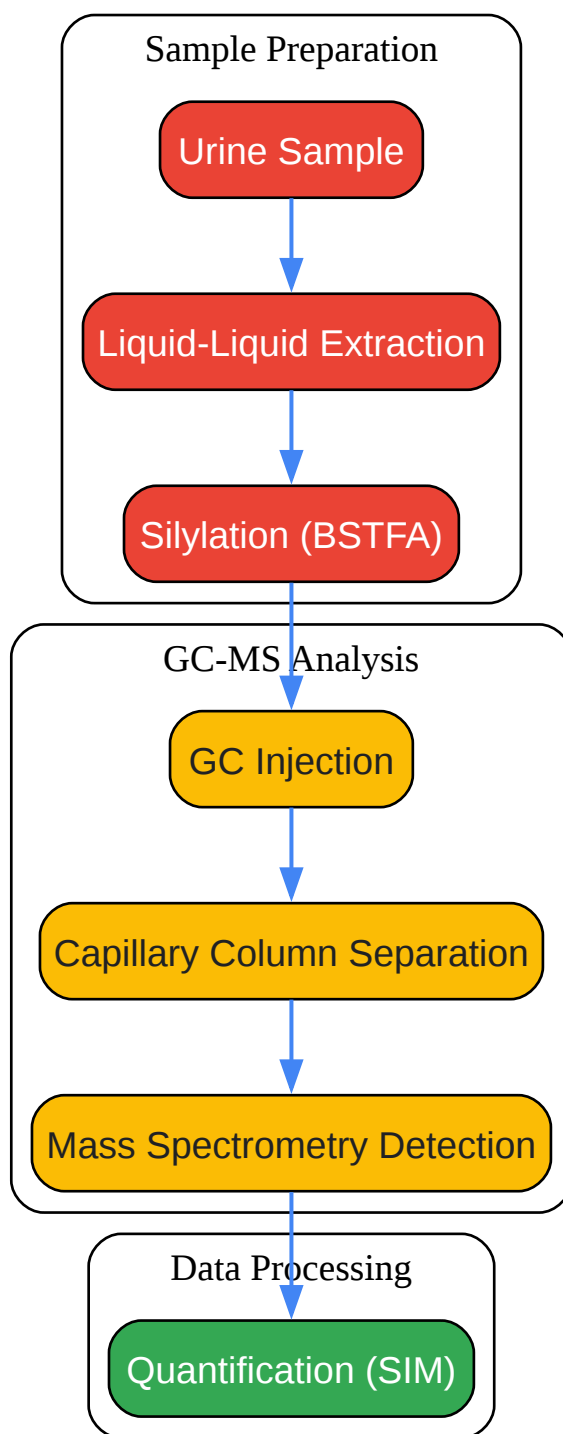 Sample Preparation
Urine Sample
Liquid-Liquid Extraction
Silylation (BSTFA)
GC-MS Analysis
GC Injection
Capillary Column Separation
Mass Spectrometry Detection
Data Processing
Quantification (SIM)